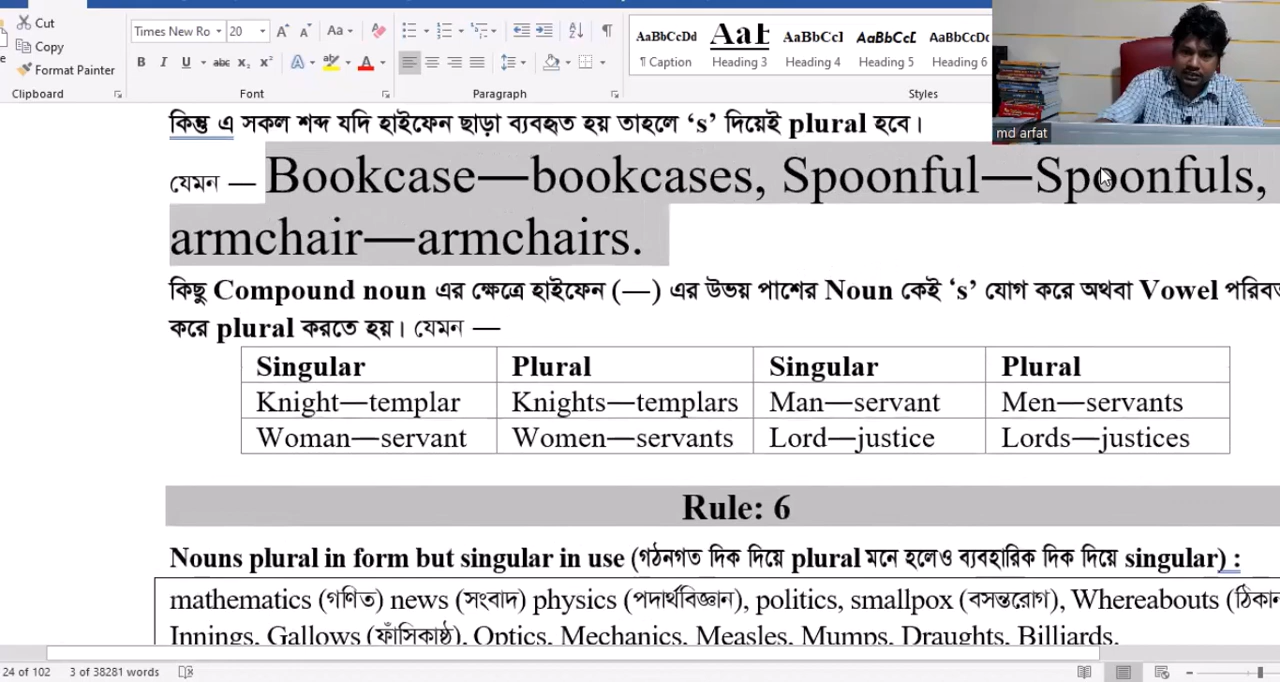 Cut
Copy
Format Painter
Clipboard
Times New Ro
20
Font
Paragraph
AaBbCcDd
¶ Caption
Heading 3
AaBbCcI
Heading 4
Heading 5
AaBbCcDc
Heading 6
Styles
md arfat
কিন্তু এ সকল শব্দ যদি হাইফেন ছাড়া ব্যবহৃত হয় তাহলে ‘s’ দিয়েই plural হবে।
যেমন — Bookcase—bookcases, Spoonful—Spoonfuls,
armchair—armchairs.
কিছু Compound noun এর ক্ষেত্রে হাইফেন (—) এর উভয় পাশের Noun কেই ‘s’ যোগ করে অথবা Vowel
করে plural করতে হয়। যেমন —
Singular Plural Singular Plural
Knight—templar Knights—templars Man—servant Men—servants
Woman—servant Women—servants Lord—justice Lords—justices
Rule: 6
Nouns plural in form but singular in use (গঠনগত দিক দিয়ে plural মনে হলেও ব্যবহারিক দিক দিয়ে singular) :
mathematics (গণিত) news (সংবাদ) physics (পদার্থবিজ্ঞান), politics, smallpox (বসন্তরোগ), Whereabouts
Innings, Gallows (ফাঁসিকাষ্ঠ), Optics, Mechanics, Measles, Mumps, Draughts, Billiards.
24 of 102 3 of 38281 words